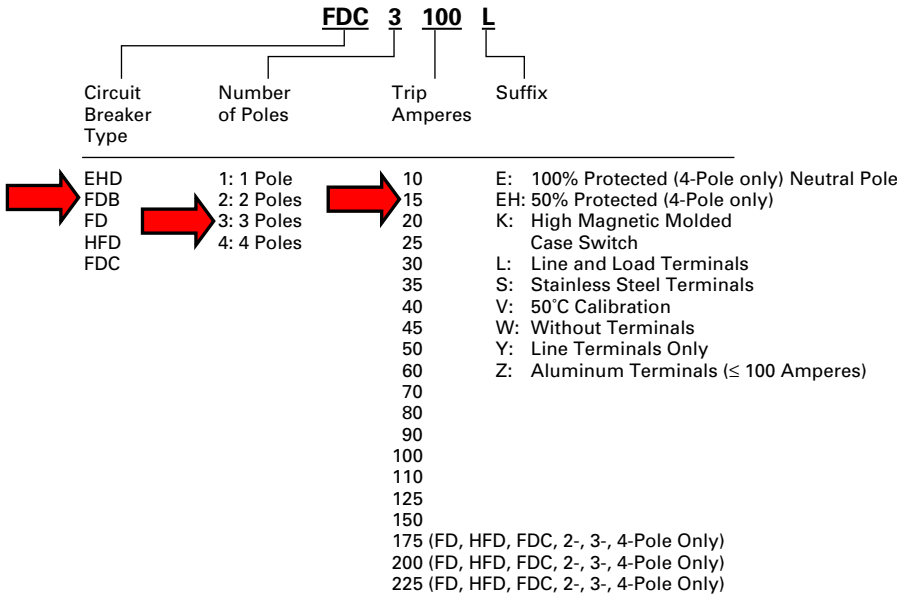 FDC 3 100 L
Circuit Breaker Type
Number of Poles
Trip Amperes
Suffix
EHD
FDB
FD
HFD
FDC
1: 1 Pole
2: 2 Poles
3: 3 Poles
4: 4 Poles
10
15
20
25
30
35
40
45
50
60
70
80
90
100
110
125
150
175 (FD, HFD, FDC, 2-, 3-, 4-Pole Only)
200 (FD, HFD, FDC, 2-, 3-, 4-Pole Only)
225 (FD, HFD, FDC, 2-, 3-, 4-Pole Only)
E: 100% Protected (4-Pole only) Neutral Pole
EH: 50% Protected (4-Pole only)
K: High Magnetic Molded
Case Switch
L: Line and Load Terminals
S: Stainless Steel Terminals
V: 50˚C Calibration
W: Without Terminals
Y: Line Terminals Only
Z: Aluminum Terminals (≤ 100 Amperes)